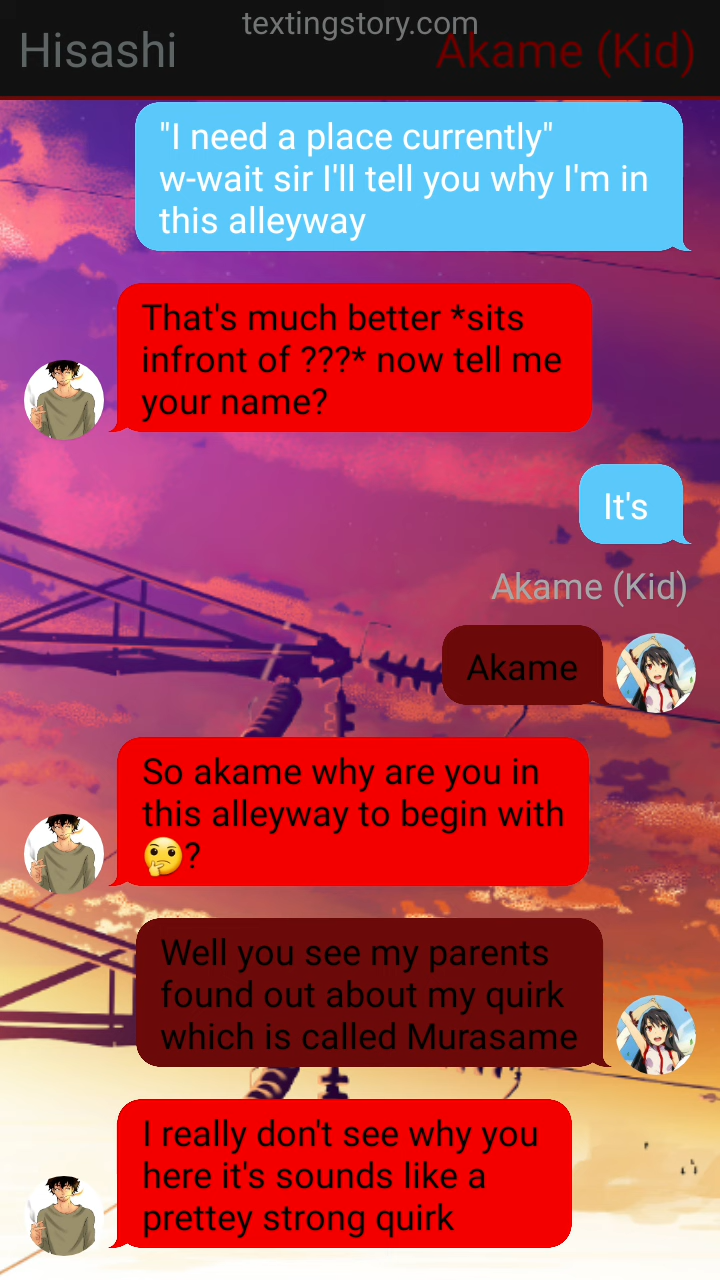 textingstory.com
Hisashi
Akame (Kid)
"I need a place currently"
w-wait sir I'll tell you why I'm in
this alleyway
That's much better *sits
infront of ???* now tell me
your name?
It's
Akame (Kid)
Akame
So akame why are you in
this alleyway to begin with
🤔?
Well you see my parents
found out about my quirk
which is called Murasame
I really don't see why you
here it's sounds like a
prettey strong quirk